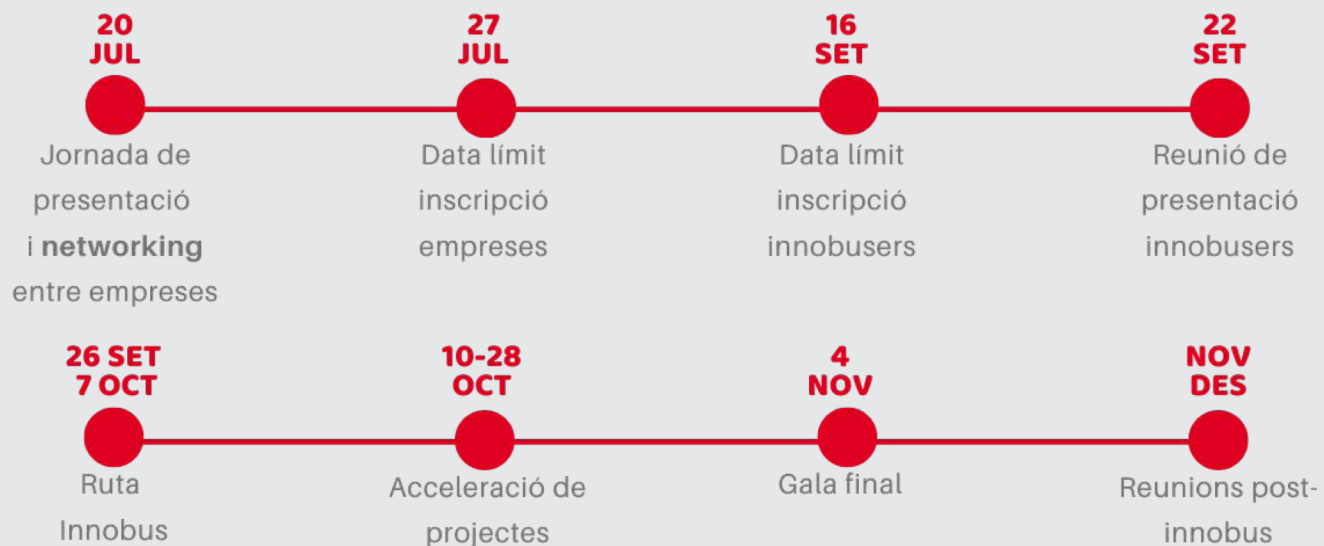 20
JUL
Jornada de
presentació
i networking
entre empreses
27
JUL
Data límit
inscripció
empreses
16
SET
Data límit
inscripció
innobusers
22
SET
Reunió de
presentació
innobusers
26 SET
7 OCT
Ruta
Innobus
10-28
OCT
Acceleració de
projectes
4
NOV
Gala final
NOV
DES
Reunions post-
innobus